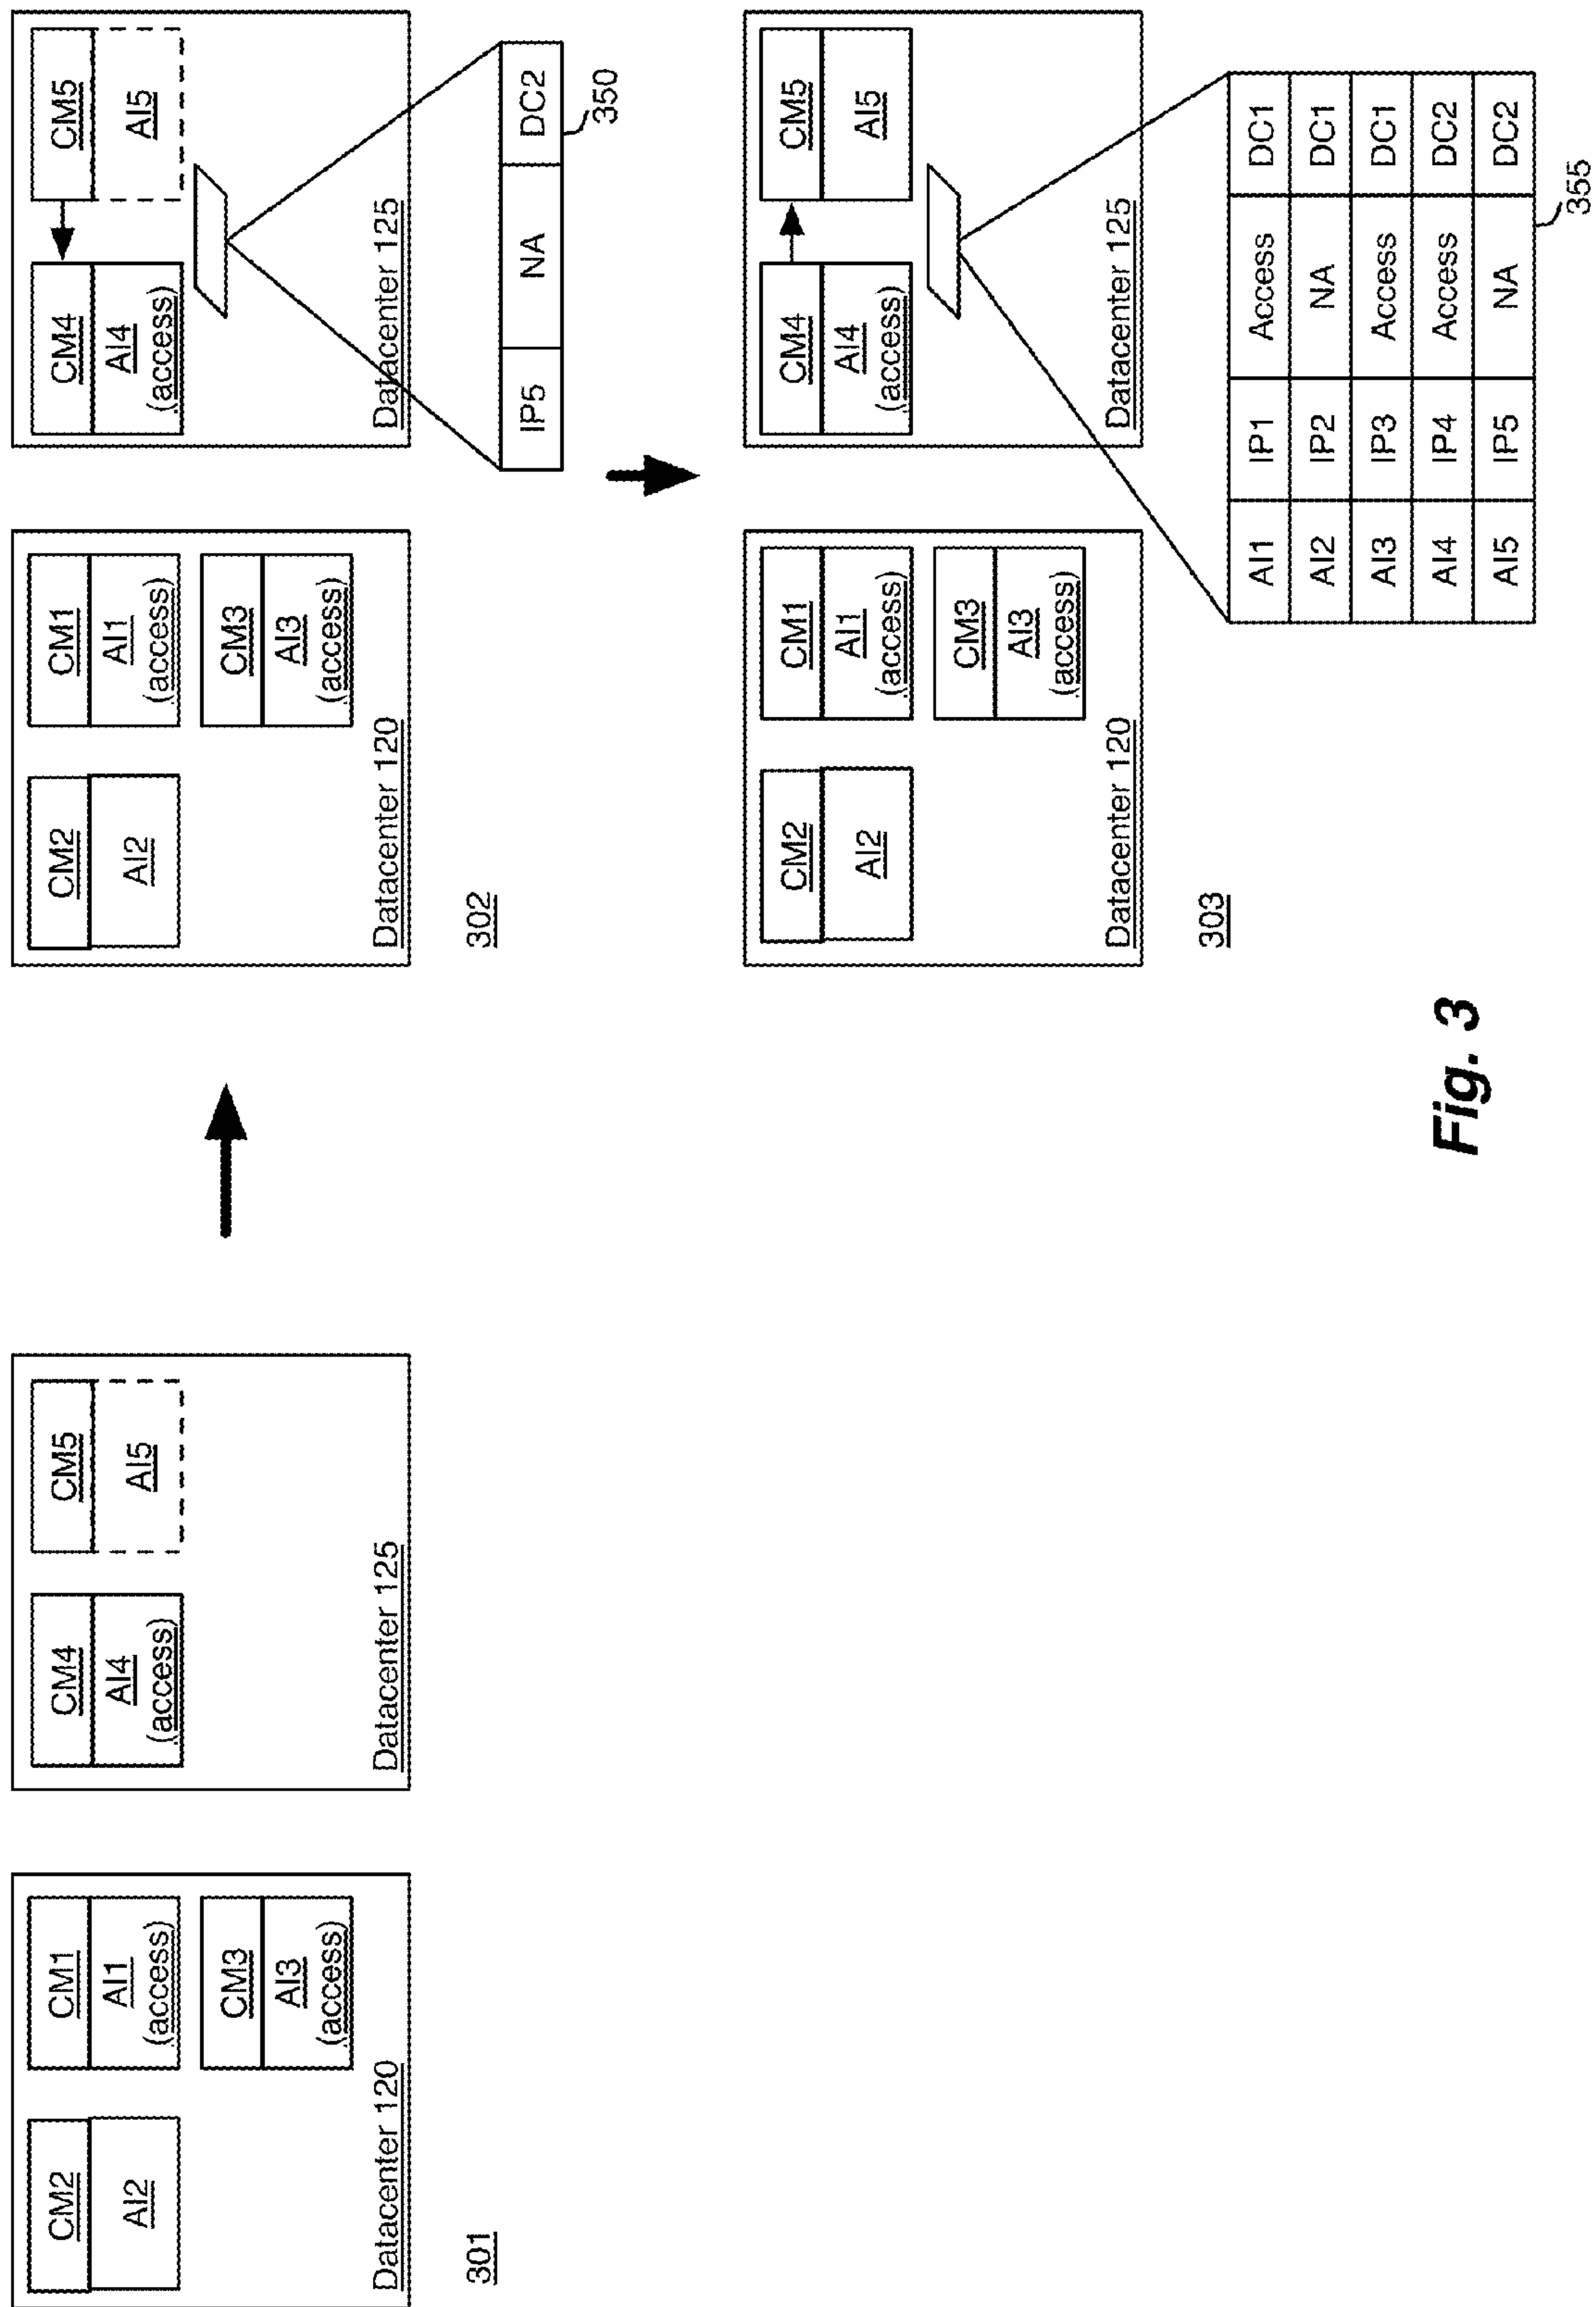 CM2
AI2
CM1
AI1
(access)
CM3
AI3
(access)
Datacenter 120
CM4
AI4
(access)
CM5
AI5
Datacenter 125
301
CM2
AI2
CM1
AI1
(access)
CM3
AI3
(access)
Datacenter 120
CM4
AI4
(access)
CM5
AI5
Datacenter 125
IP5 NA DC2
350
302
CM2
AI2
CM1
AI1
(access)
CM3
AI3
(access)
Datacenter 120
CM4
AI4
(access)
CM5
AI5
Datacenter 125
303
AI1 IP1 Access DC1
AI2 IP2 NA DC1
AI3 IP3 Access DC1
AI4 IP4 Access DC2
AI5 IP5 NA DC2
355
Fig. 3